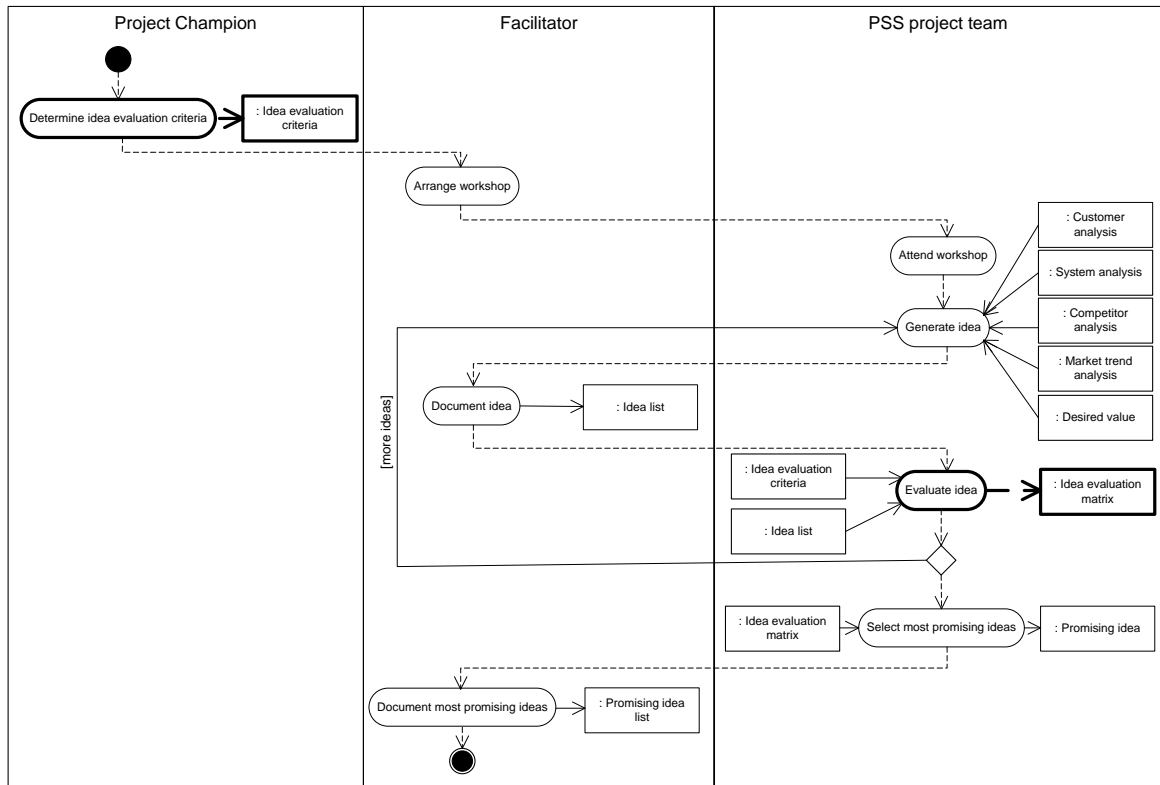 Project Champion
Facilitator
PSS project team
Determine idea evaluation criteria
: Idea evaluation
criteria
Arrange workshop
Attend workshop
: Customer
analysis
: System analysis
Generate idea
: Competitor
analysis
: Market trend
analysis
: Desired value
Document idea
: Idea list
[more ideas]
: Idea evaluation
criteria
: Idea list
Evaluate idea
: Idea evaluation
matrix
: Idea evaluation
matrix
Select most promising ideas
: Promising idea
Document most promising ideas
: Promising idea
list